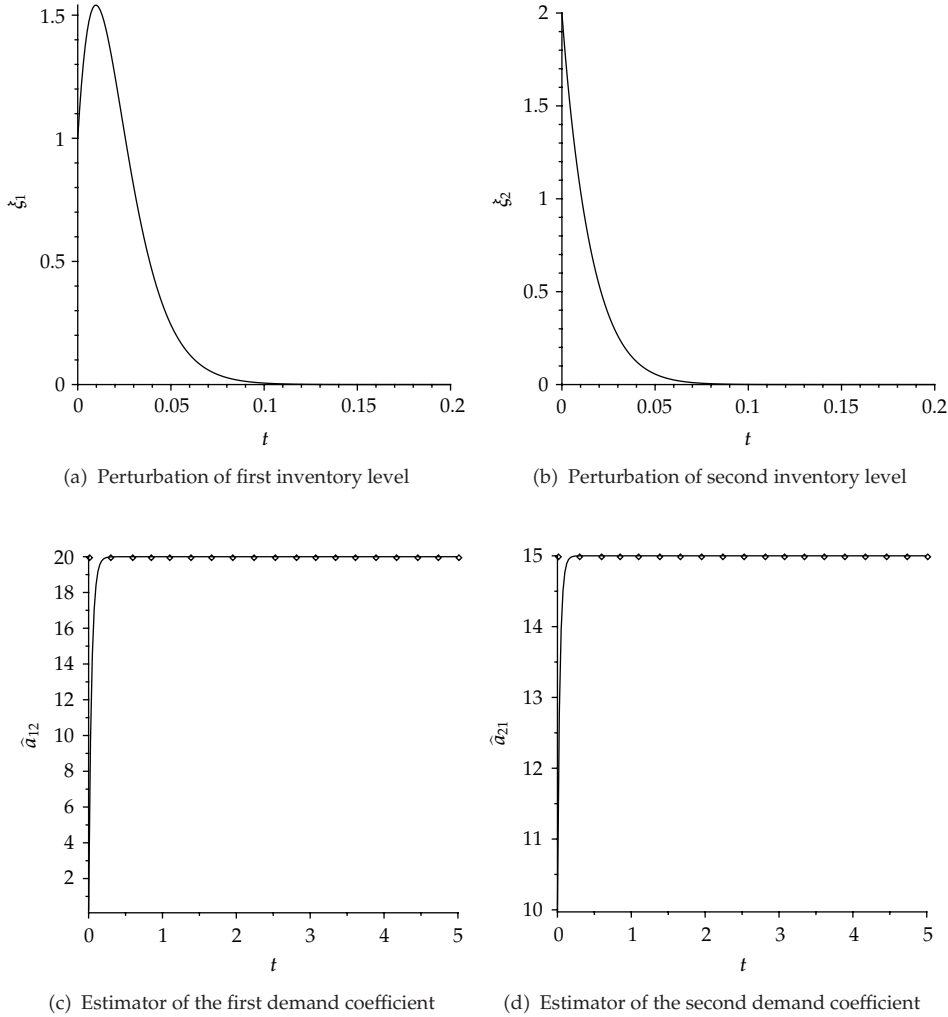 1.5
1
0.5
0
ξ1
0 0.05 0.1 0.15 0.2
t
(a) Perturbation of first inventory level
2
1.5
1
0.5
0
ξ2
0 0.05 0.1 0.15 0.2
t
(b) Perturbation of second inventory level
20
18
16
14
12
10
8
6
4
2
â12
0 1 2 3 4 5
t
(c) Estimator of the first demand coefficient
15
14
13
12
11
10
â21
0 1 2 3 4 5
t
(d) Estimator of the second demand coefficient